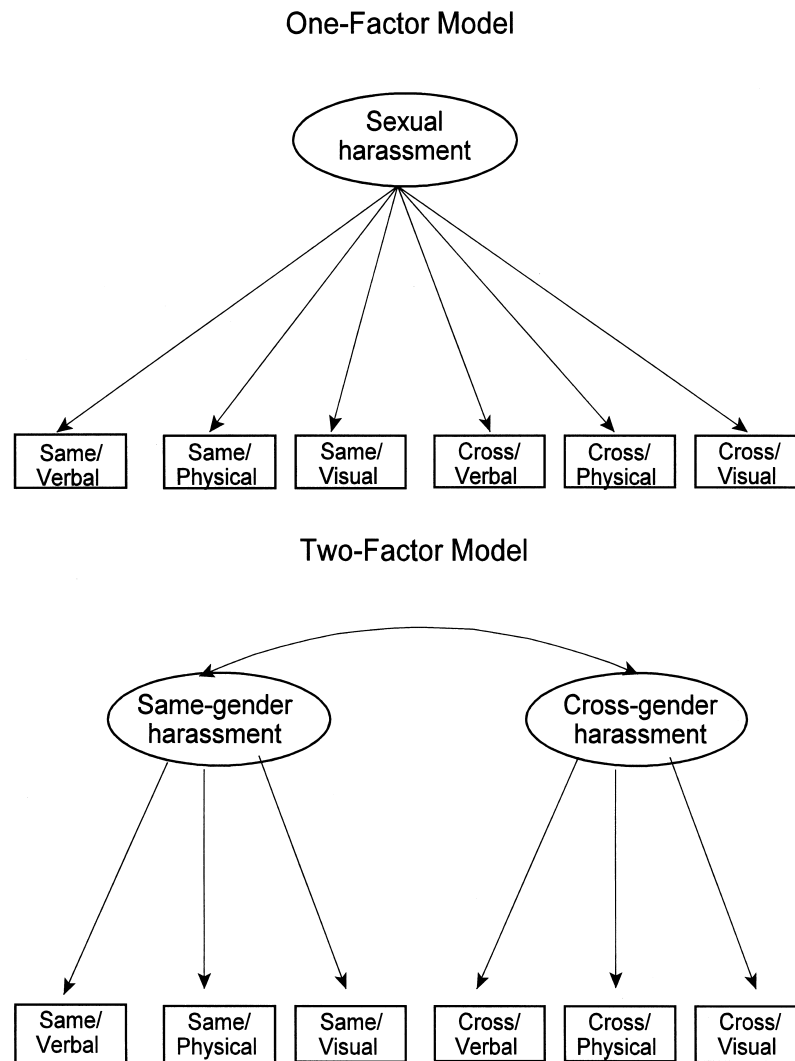 One-Factor Model
Sexual
harassment
Same/
Verbal
Same/
Physical
Same/
Visual
Cross/
Verbal
Cross/
Physical
Cross/
Visual
Two-Factor Model
Same-gender
harassment
Cross-gender
harassment
Same/
Verbal
Same/
Physical
Same/
Visual
Cross/
Verbal
Cross/
Physical
Cross/
Visual